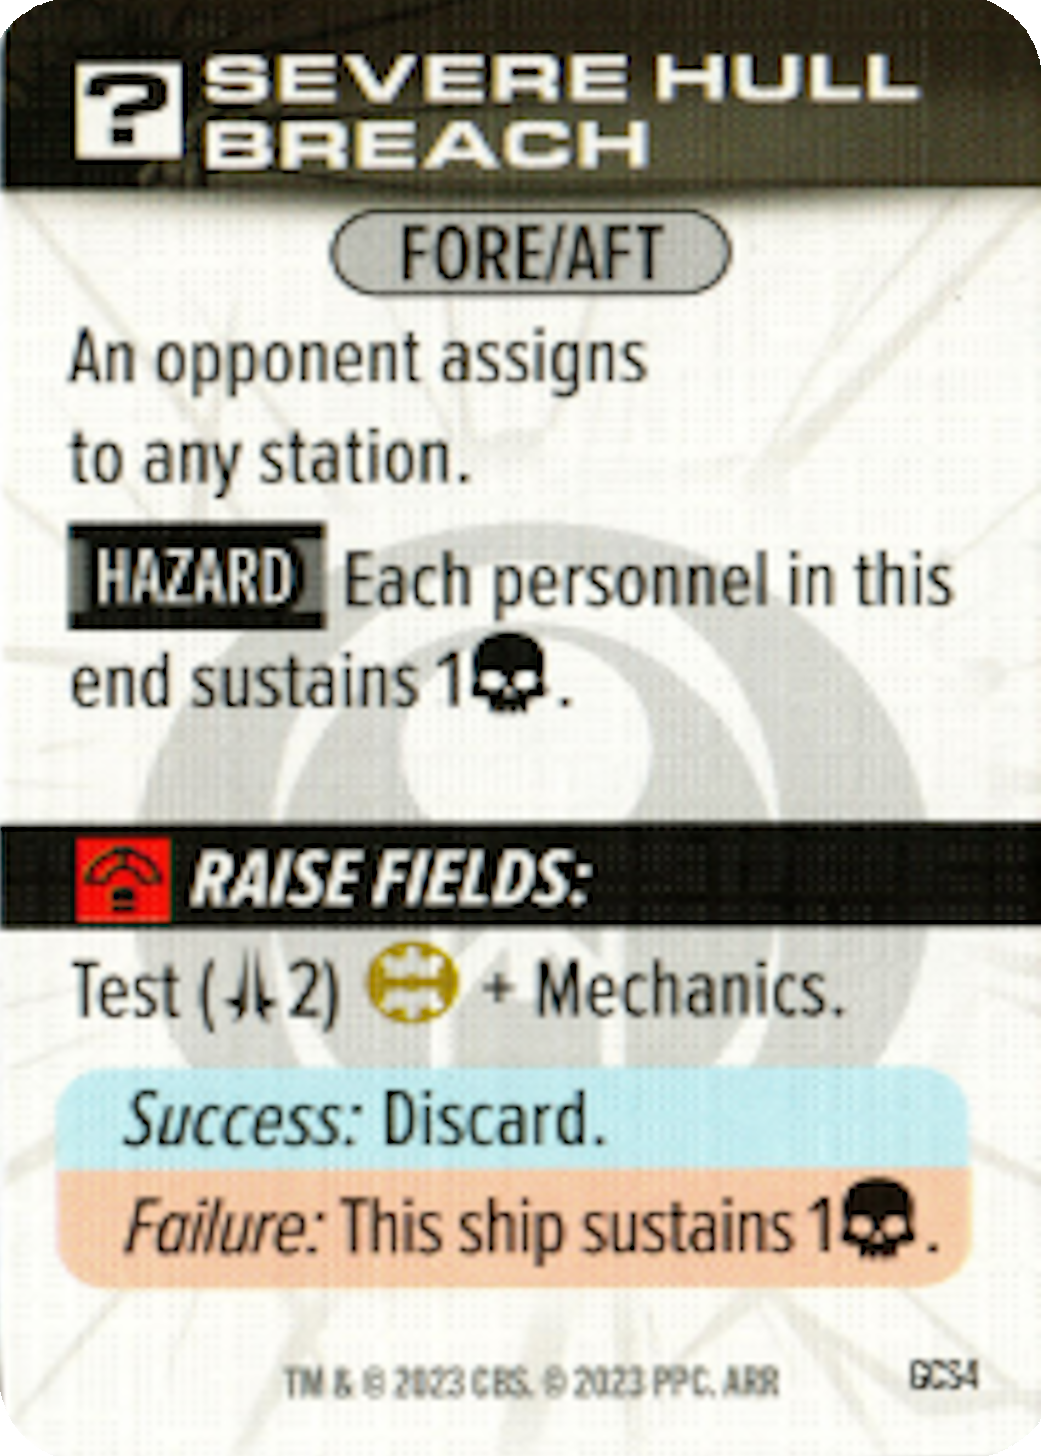 ?
SEVERE HULL
BREACH
FORE/AFT
An opponent assigns
to any station.
HAZARD Each personnel in this
end sustains 1.
RAISE FIELDS:
Test (2) + Mechanics.
Success: Discard.
Failure: This ship sustains 1.
TM & © 2023 CBS. © 2023 PPC. ARR
GCS4